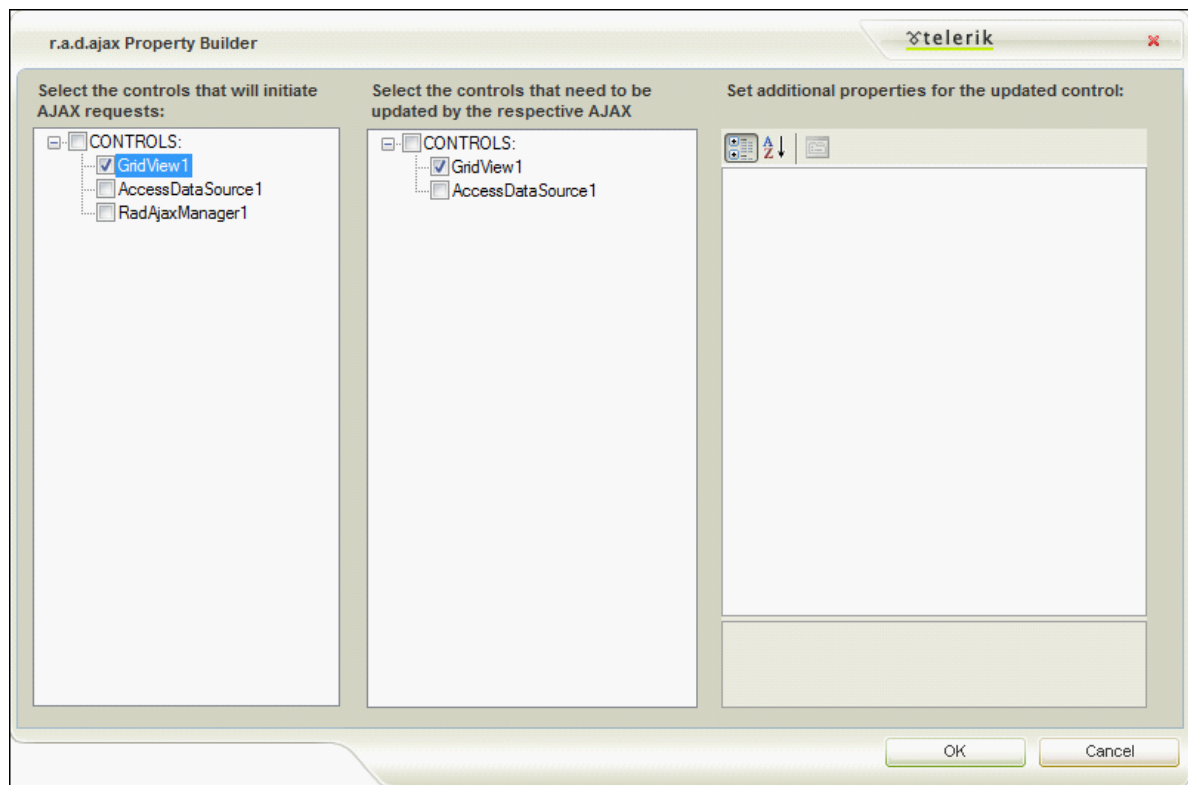 r.a.d.ajax Property Builder
telerik
Select the controls that will initiate
AJAX requests:
CONTROLS:
GridView1
AccessDataSource1
RadAjaxManager1
Select the controls that need to be
updated by the respective AJAX
CONTROLS:
GridView1
AccessDataSource1
Set additional properties for the updated control:
A
Z
OK
Cancel